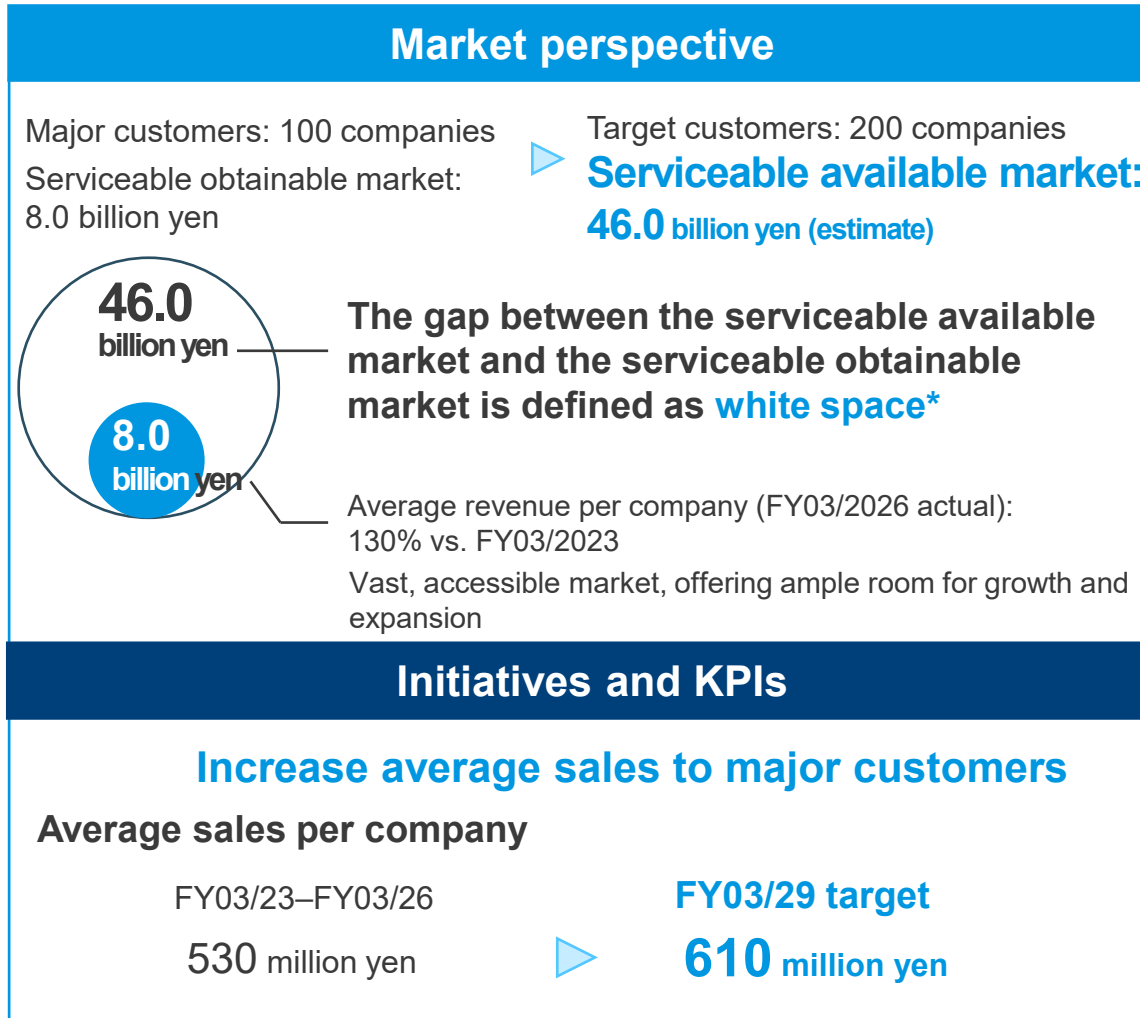 Market perspective
Major customers: 100 companies
Serviceable obtainable market:
8.0 billion yen
Target customers: 200 companies
Serviceable available market:
46.0 billion yen (estimate)
46.0
billion yen
8.0
billion yen
The gap between the serviceable available
market and the serviceable obtainable
market is defined as white space*
Average revenue per company (FY03/2026 actual):
130% vs. FY03/2023
Vast, accessible market, offering ample room for growth and
expansion
Initiatives and KPIs
Increase average sales to major customers
Average sales per company
FY03/23–FY03/26
530 million yen
FY03/29 target
610 million yen